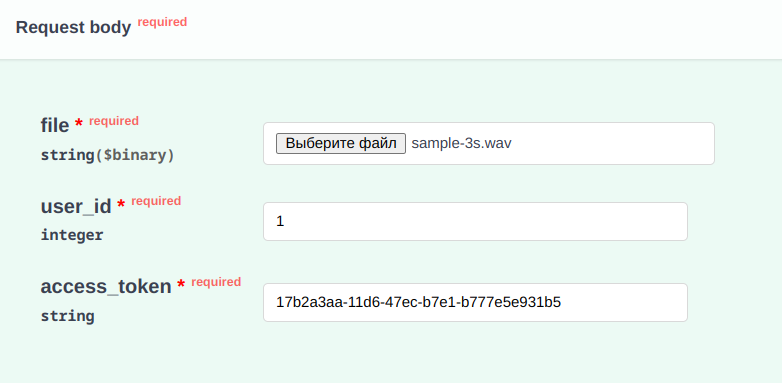 Request body required
file * required
string($binary)
Выберите файл sample-3s.wav
user_id * required
integer
1
access_token * required
string
17b2a3aa-11d6-47ec-b7e1-b777e5e931b5